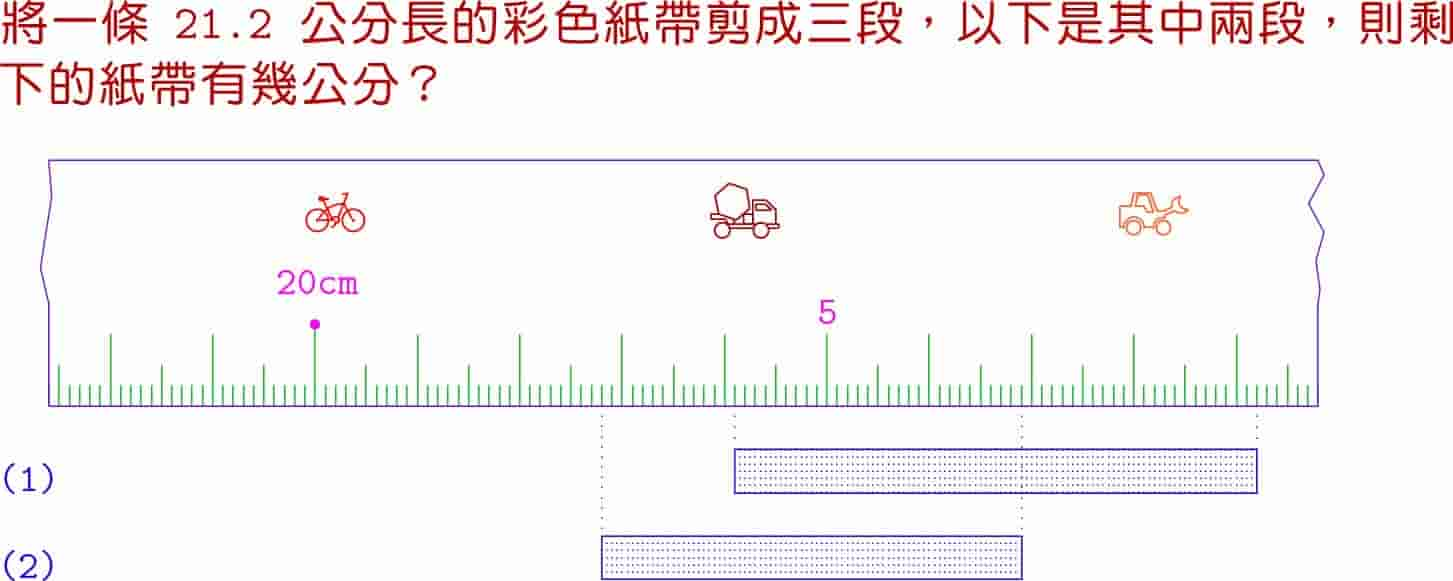 將一條 21.2 公分長的彩色紙帶剪成三段，以下是其中兩段，則剩
下的紙帶有幾公分？
20cm
5
(1)
(2)